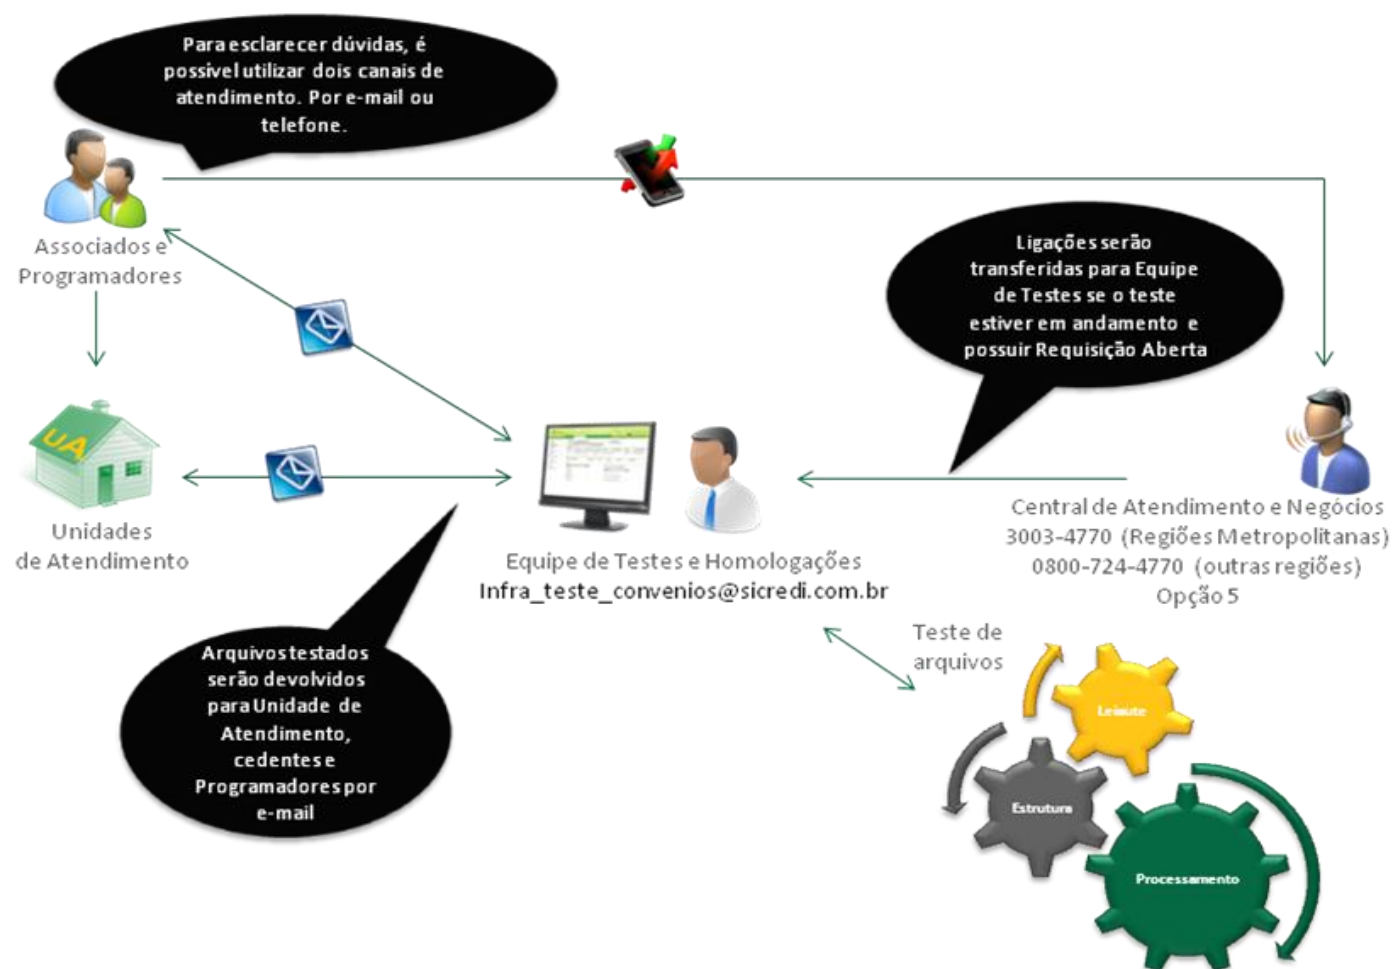 Para esclarecer dúvidas, é
possível utilizar dois canais de
atendimento. Por e-mail ou
telefone.
Associados e
Programadores
Ligações serão
transferidas para Equipe
de Testes se o teste
estiver em andamento e
possuir Requisição Aberta
UA
Unidades
de Atendimento
Equipe de Testes e Homologações
Infra_teste_convenios@sicredi.com.br
Central de Atendimento e Negócios
3003-4770 (Regiões Metropolitanas)
0800-724-4770 (outras regiões)
Opção 5
Arquivos testados
serão devolvidos
para Unidade de
Atendimento,
cedentes e
Programadores por
e-mail
Teste de
arquivos
Leiaute
Estrutura
Processamento